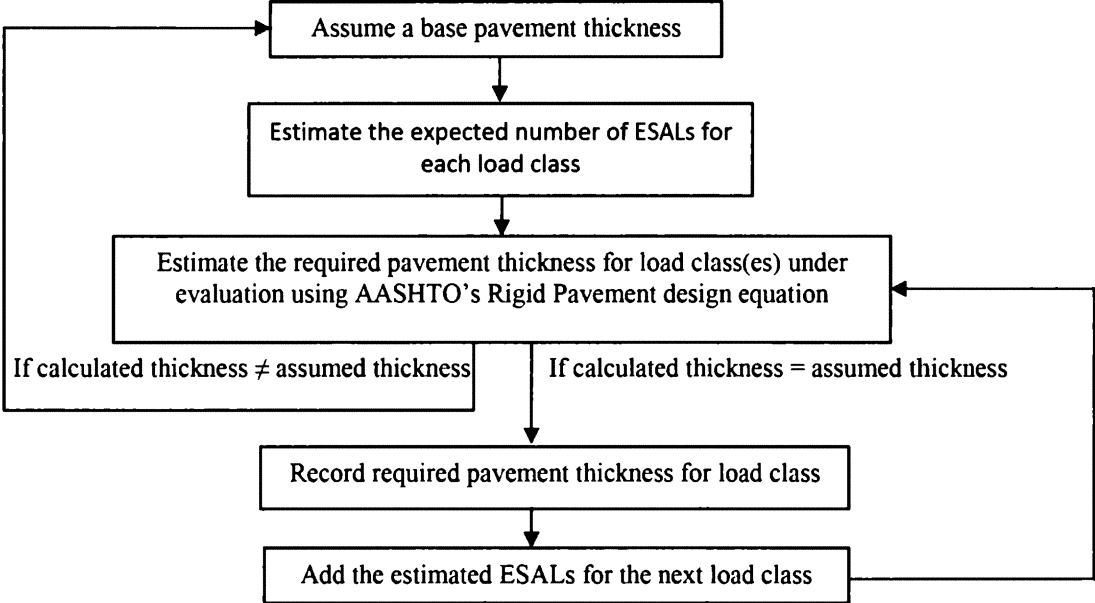 Assume a base pavement thickness
Estimate the expected number of ESALs for
each load class
Estimate the required pavement thickness for load class(es) under
evaluation using AASHTO's Rigid Pavement design equation
If calculated thickness ≠ assumed thickness
If calculated thickness = assumed thickness
Record required pavement thickness for load class
Add the estimated ESALs for the next load class